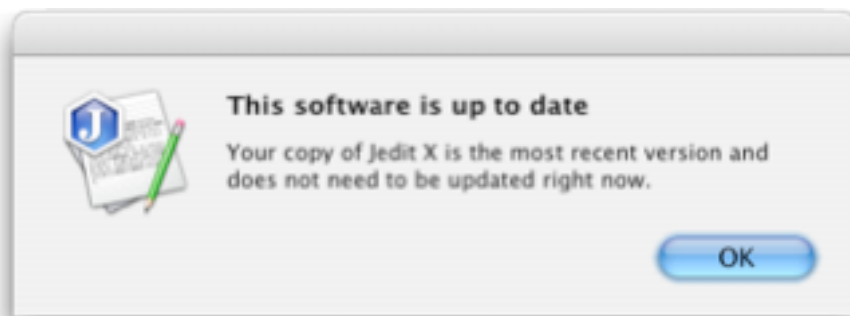 This software is up to date
Your copy of Jedit X is the most recent version and
does not need to be updated right now.
OK